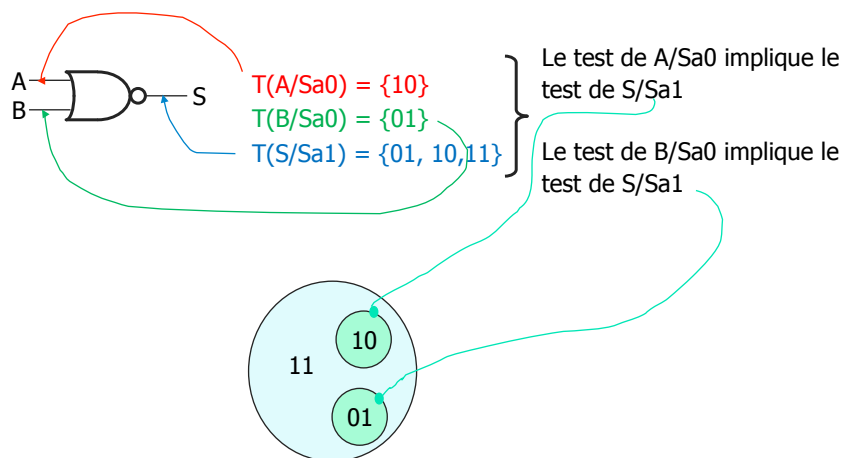 A
B
S
T(A/Sa0) = {10}
T(B/Sa0) = {01}
T(S/Sa1) = {01, 10,11}
Le test de A/Sa0 implique le
test de S/Sa1
Le test de B/Sa0 implique le
test de S/Sa1
10
11
01